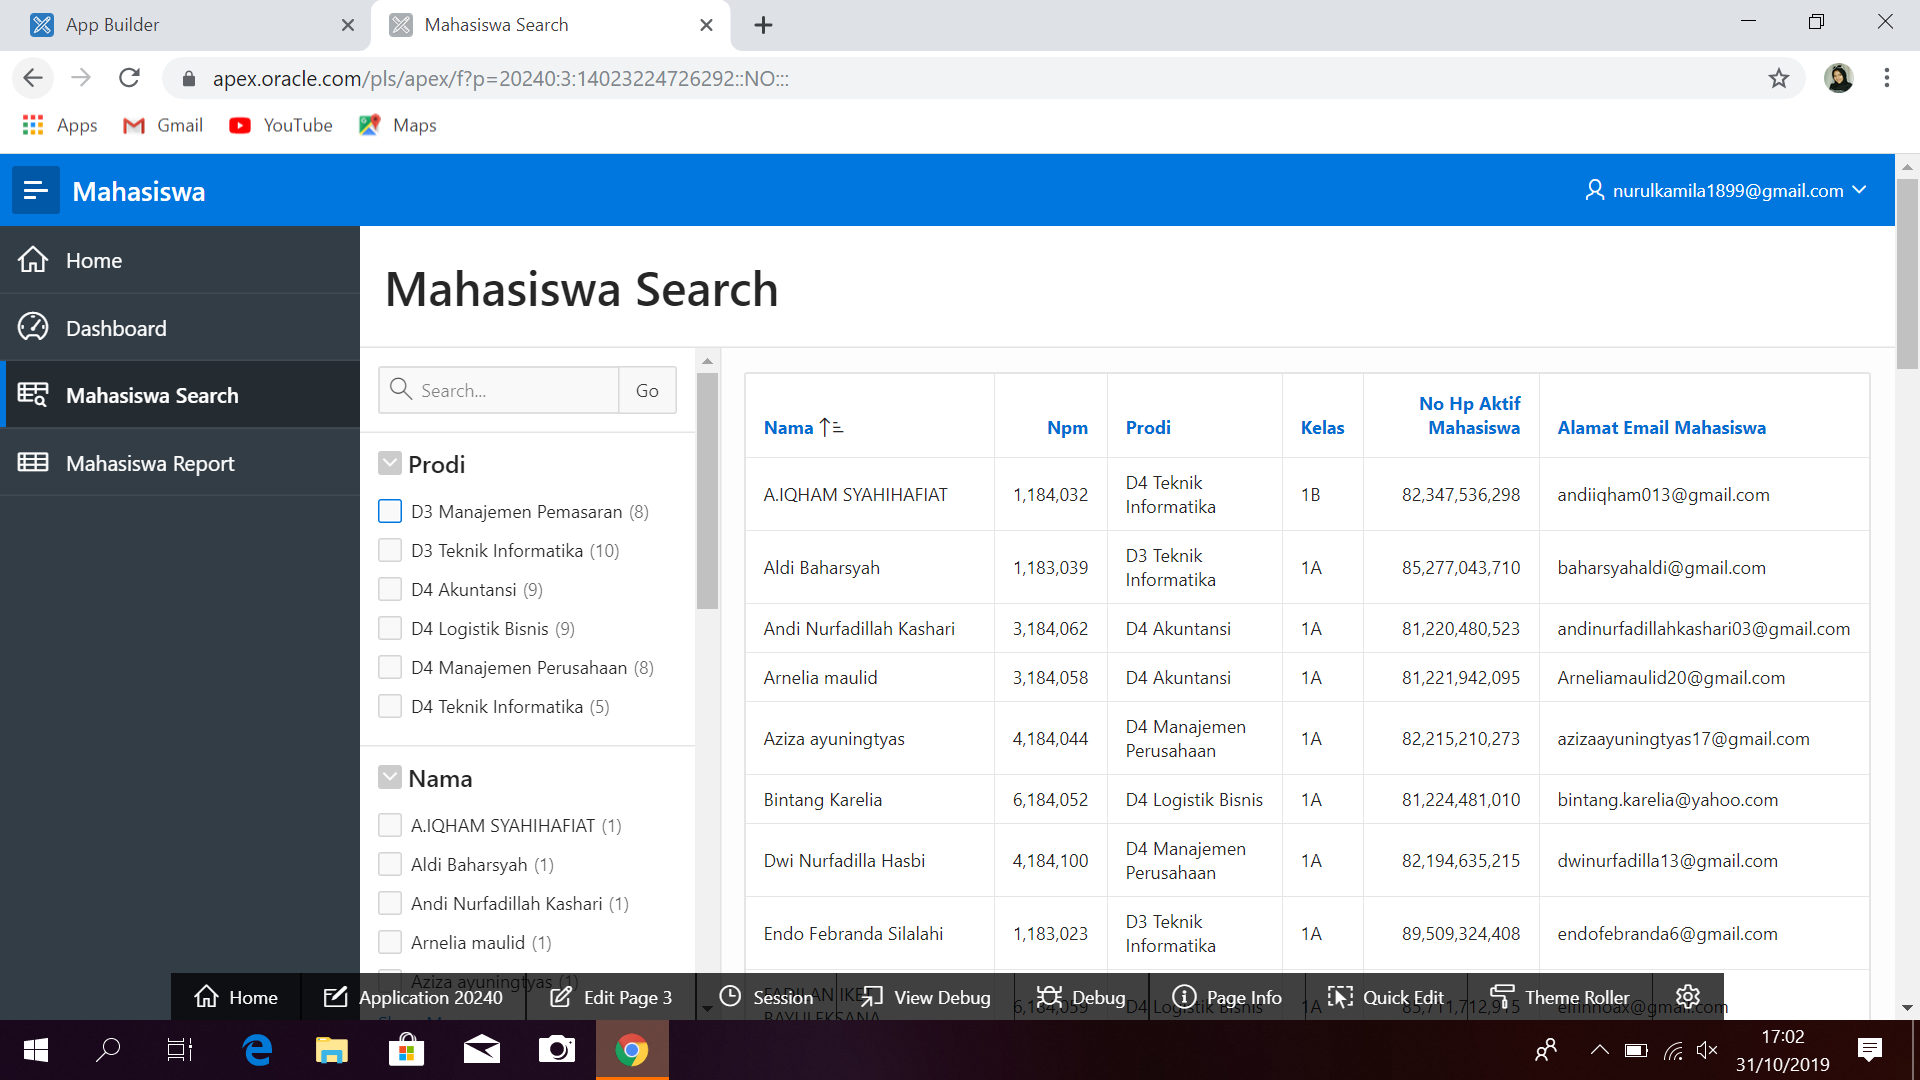 App Builder
Mahasiswa Search
apex.oracle.com/pls/apex/f?p=20240:3:14023224726292::NO:::
Apps Gmail YouTube Maps
Mahasiswa
nurulkamila1899@gmail.com
Home
Dashboard
Mahasiswa Search
Mahasiswa Report
Mahasiswa Search
Search... Go
Prodi
D3 Manajemen Pemasaran (8)
D3 Teknik Informatika (10)
D4 Akuntansi (9)
D4 Logistik Bisnis (9)
D4 Manajemen Perusahaan (8)
D4 Teknik Informatika (5)
Nama
A.IQHAM SYAHIHAFIAT (1)
Aldi Baharsyah (1)
Andi Nurfadillah Kashari (1)
Arnelia maulid (1)
Aziza ayuningtyas (1)
Nama Npm Prodi Kelas No Hp Aktif Mahasiswa Alamat Email Mahasiswa
A.IQHAM SYAHIHAFIAT 1,184,032 D4 Teknik Informatika 1B 82,347,536,298 andiiqham013@gmail.com
Aldi Baharsyah 1,183,039 D3 Teknik Informatika 1A 85,277,043,710 baharsyahaldi@gmail.com
Andi Nurfadillah Kashari 3,184,062 D4 Akuntansi 1A 81,220,480,523 andinurfadillahkashari03@gmail.com
Arnelia maulid 3,184,058 D4 Akuntansi 1A 81,221,942,095 Arneliamaulid20@gmail.com
Aziza ayuningtyas 4,184,044 D4 Manajemen Perusahaan 1A 82,215,210,273 azizaayuningtyas17@gmail.com
Bintang Karelia 6,184,052 D4 Logistik Bisnis 1A 81,224,481,010 bintang.karelia@yahoo.com
Dwi Nurfadilla Hasbi 4,184,100 D4 Manajemen Perusahaan 1A 82,194,635,215 dwinurfadilla13@gmail.com
Endo Febranda Silalahi 1,183,023 D3 Teknik Informatika 1A 89,509,324,408 endofebranda6@gmail.com
6,184,059 D4 Logistik Bisnis 1A 85,711,712,915
Home Application 20240 Edit Page 3 Session View Debug Debug Page Info Quick Edit Theme Roller
17:02
31/10/2019